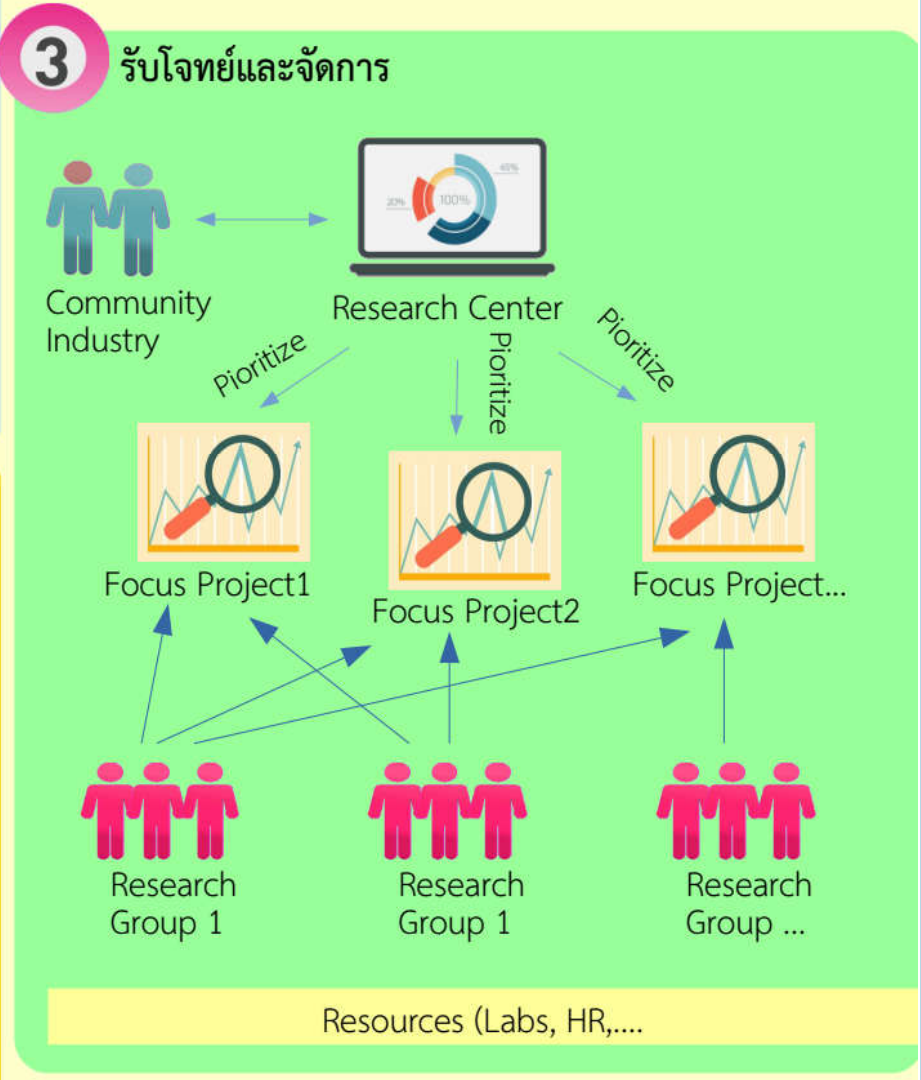 3
รับโจทย์และจัดการ
65%
20%
100%
Community
Industry
Research Center
Pioritize
Pioritize
Pioritize
Focus Project1
Focus Project2
Focus Project...
Research
Group 1
Research
Group 1
Research
Group ...
Resources (Labs, HR,....